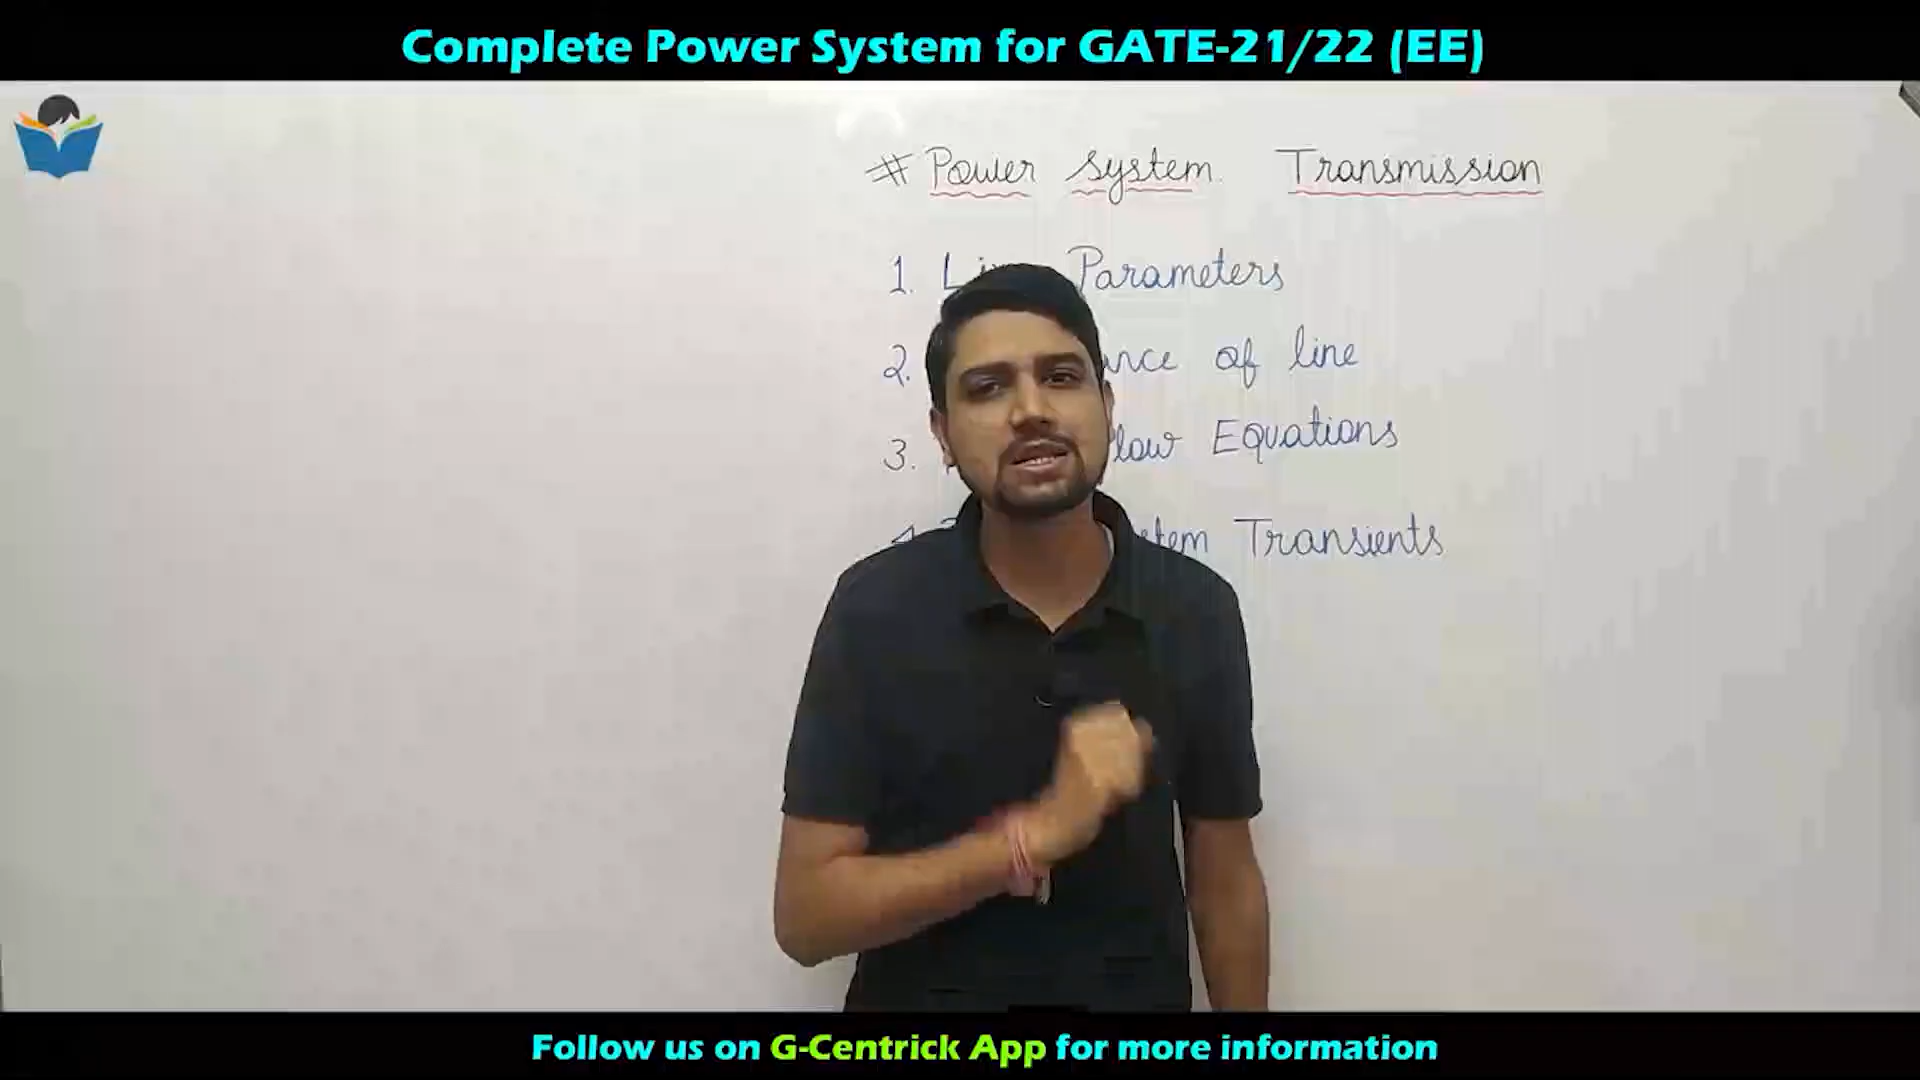 Complete Power System for GATE-21/22 (EE)
# Power System Transmission
1. Parameters
2. of line
3. Equations
Transients
Follow us on G-Centrick App for more information